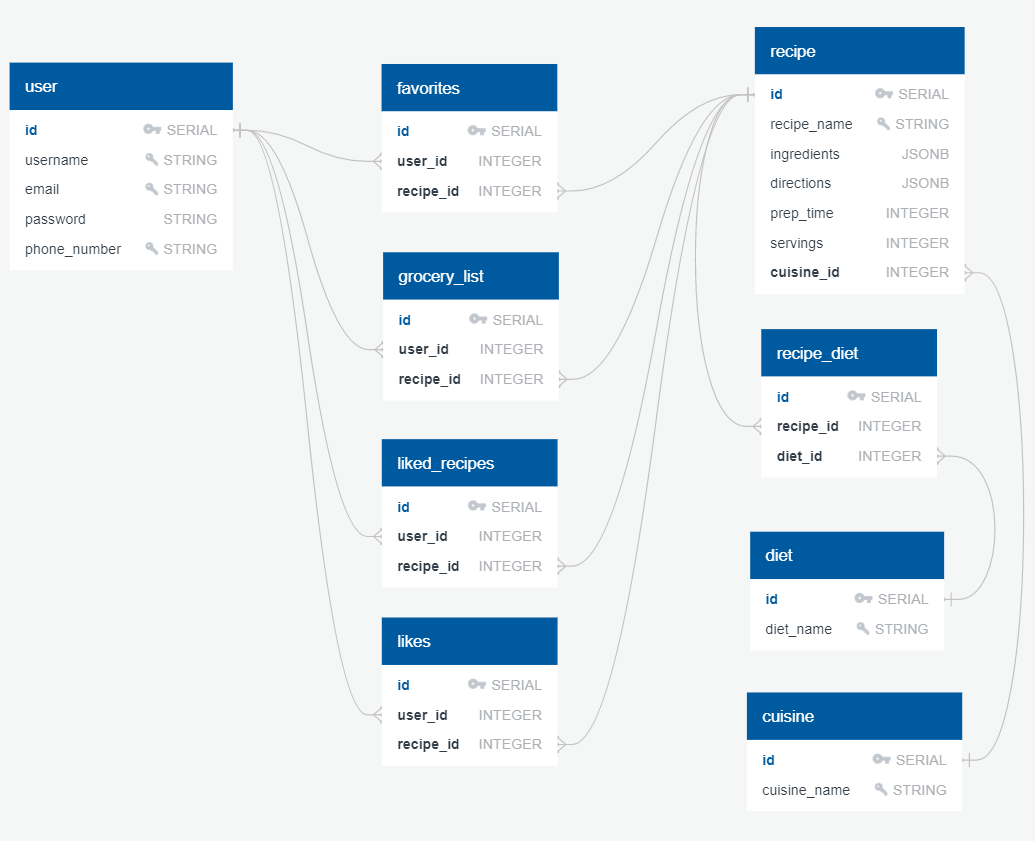 user
id SERIAL
username STRING
email STRING
password STRING
phone_number STRING
favorites
id SERIAL
user_id INTEGER
recipe_id INTEGER
grocery_list
id SERIAL
user_id INTEGER
recipe_id INTEGER
liked_recipes
id SERIAL
user_id INTEGER
recipe_id INTEGER
likes
id SERIAL
user_id INTEGER
recipe_id INTEGER
recipe
id SERIAL
recipe_name STRING
ingredients JSONB
directions JSONB
prep_time INTEGER
servings INTEGER
cuisine_id INTEGER
recipe_diet
id SERIAL
recipe_id INTEGER
diet_id INTEGER
diet
id SERIAL
diet_name STRING
cuisine
id SERIAL
cuisine_name STRING